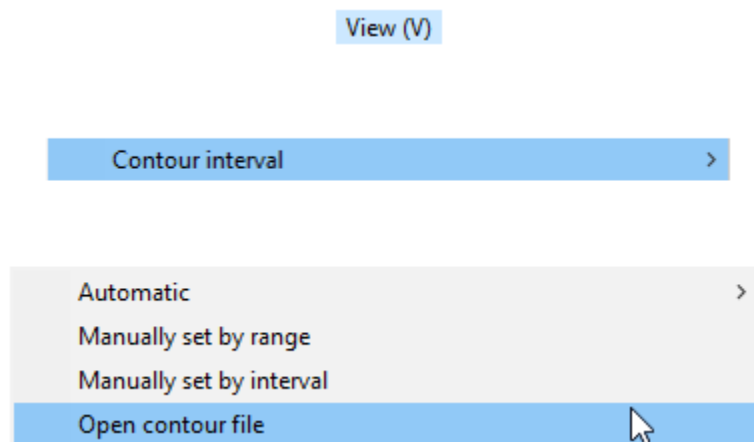 View (V)
Contour interval
Automatic
Manually set by range
Manually set by interval
Open contour file